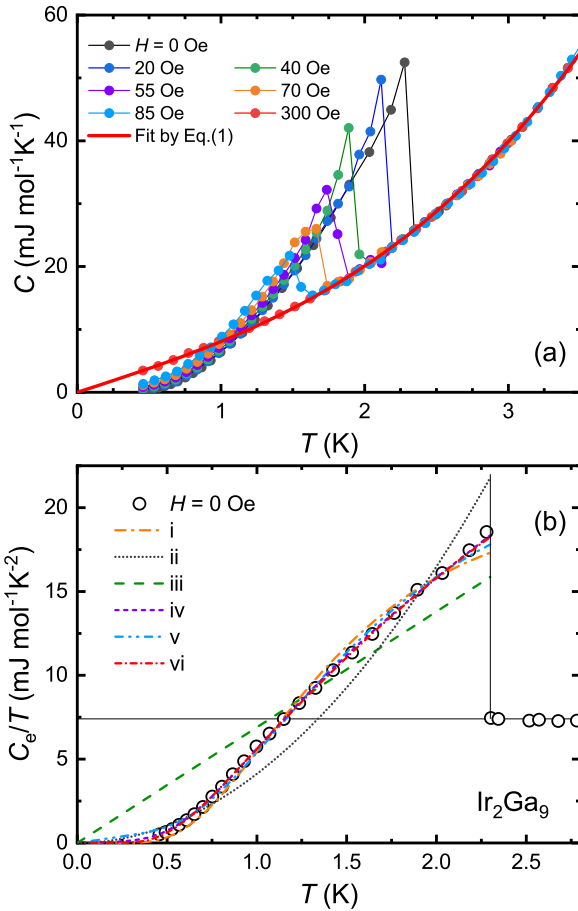 60
40
20
0
C (mJ mol⁻¹K⁻¹)
H = 0 Oe
20 Oe 40 Oe
55 Oe 70 Oe
85 Oe 300 Oe
Fit by Eq.(1)
(a)
0 1 2 3
T (K)
20
15
10
5
0
Cₑ/T (mJ mol⁻¹K⁻²)
H = 0 Oe
i
ii
iii
iv
v
vi
(b)
Ir₂Ga₉
0.0 0.5 1.0 1.5 2.0 2.5
T (K)